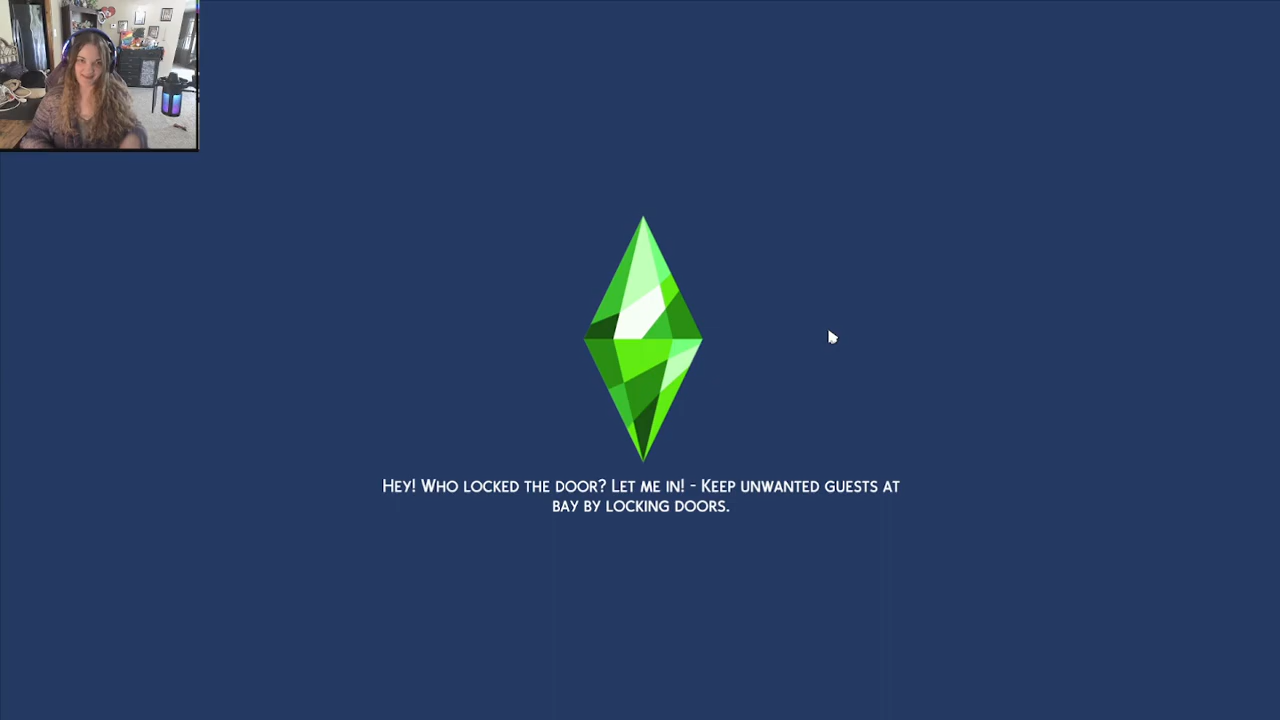 Hey! Who locked the door? Let me in! - Keep unwanted guests at
bay by locking doors.